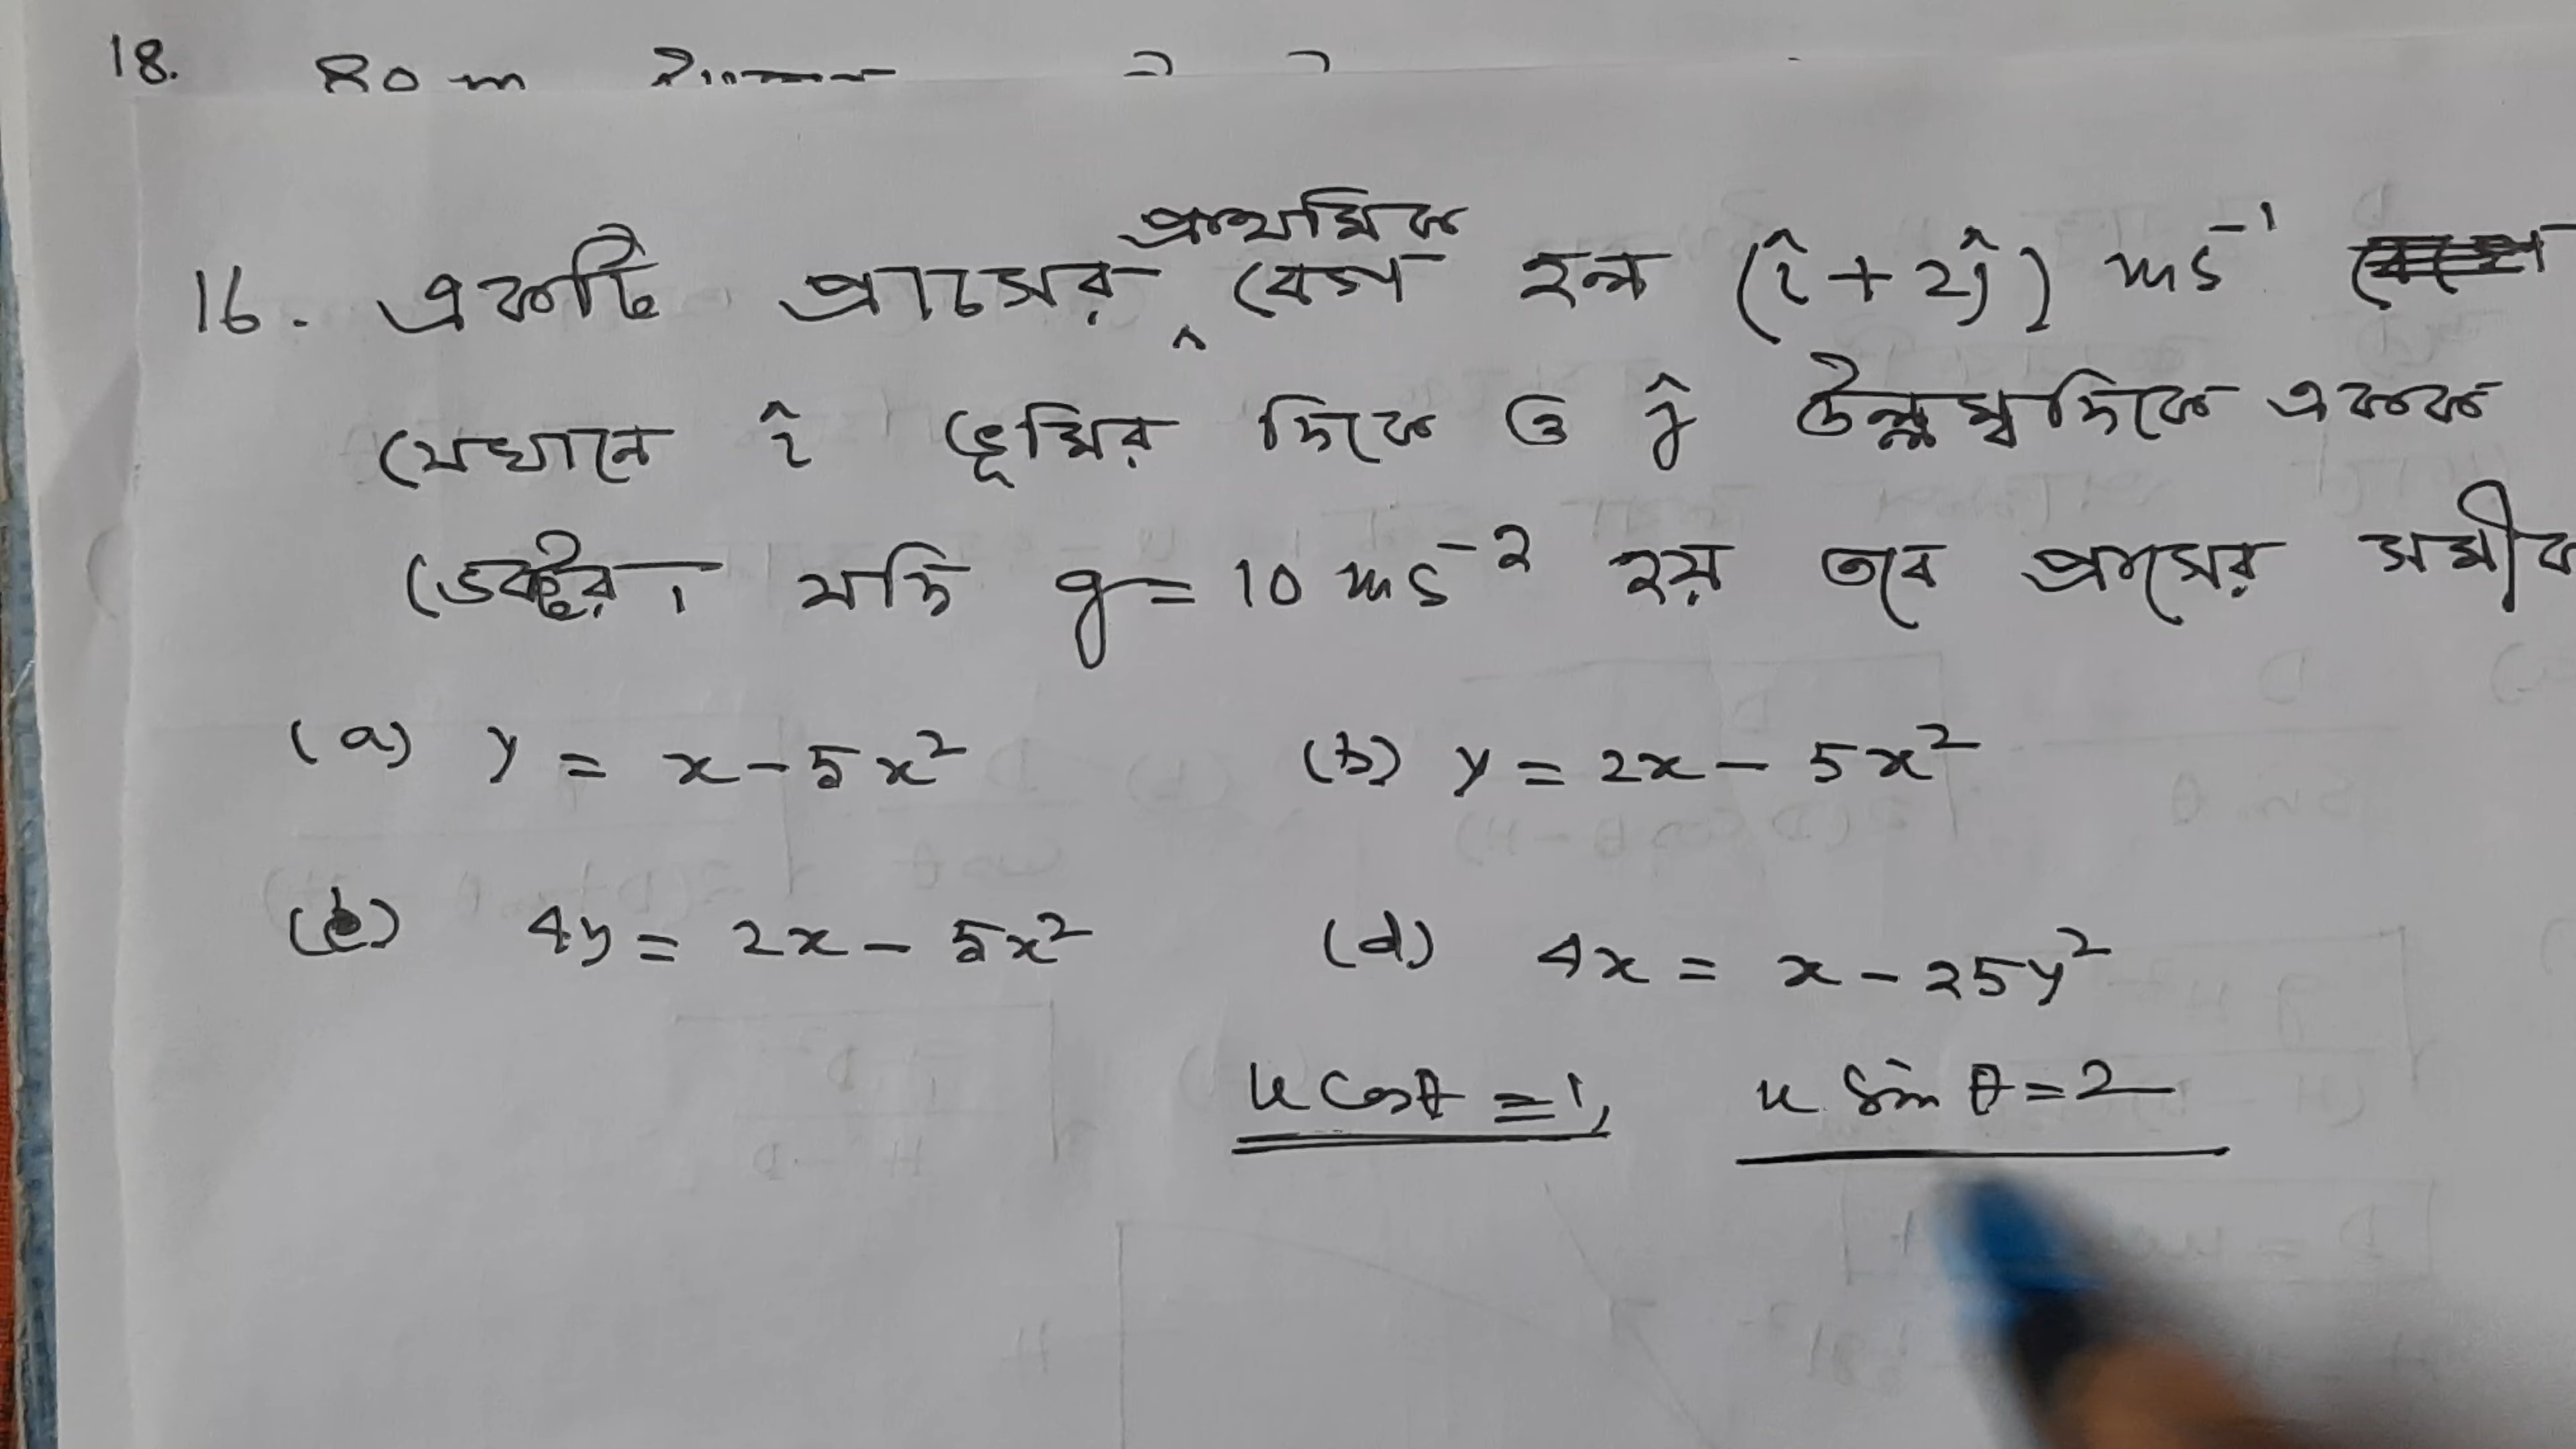 18. 80 m
প্রাথমিক
16. একটি প্রাসের ^ বেগ হল (î + 2ĵ) ms⁻¹
যেখানে î ভূমির দিকে ও ĵ উল্লম্বদিকে একক
ভেক্টর। যদি g = 10 ms⁻² হয় তবে প্রাসের সমীক
(a) y = x - 5x² (b) y = 2x - 5x²
(c) 4y = 2x - 5x² (d) 4x = x - 25y²
u cosθ = 1, u sin θ = 2